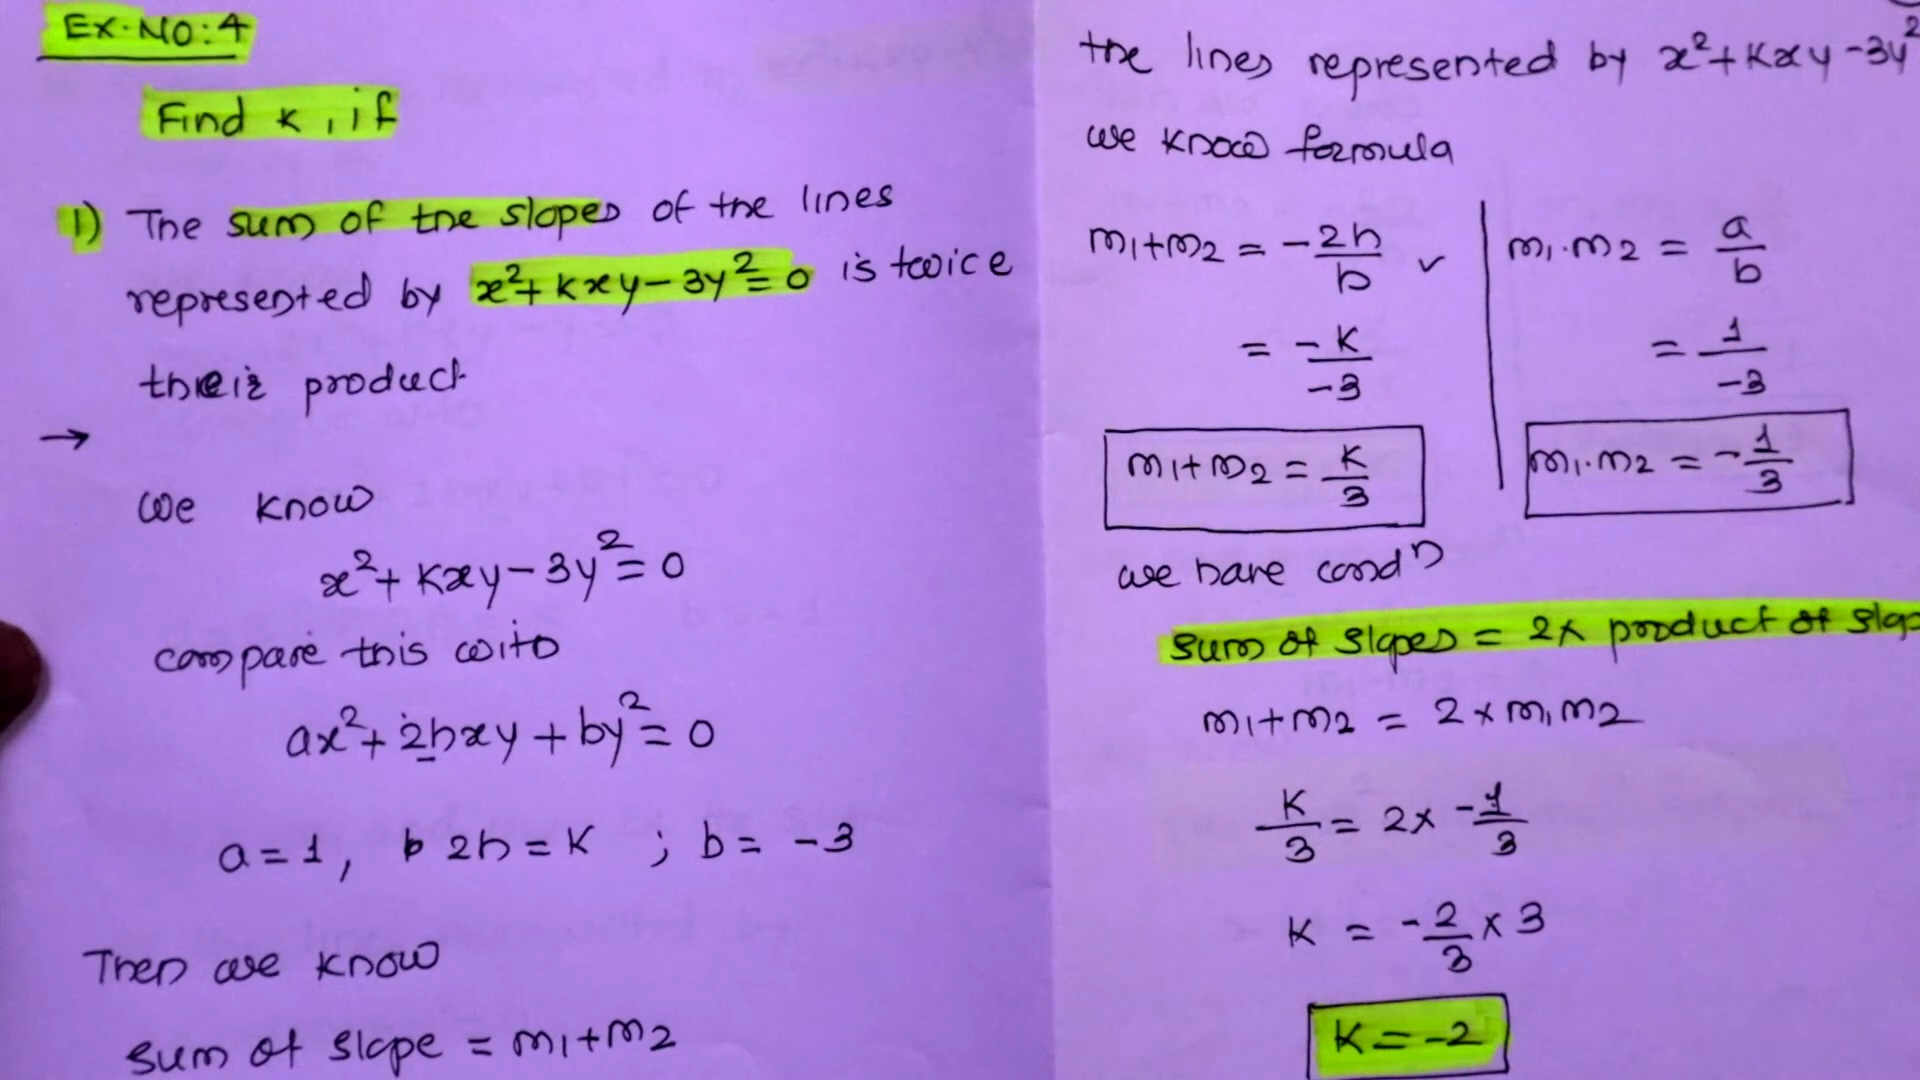 EX.NO:4
Find K, if
1) The sum of the slopes of the lines
represented by x²+kxy-3y²=0 is twice
their product
→
We know
x²+kxy-3y²=0
compare this with
ax²+2hxy+by²=0
a=1, 2h=K ; b=-3
Then we know
sum of slope = m₁+m₂
the lines represented by x²+Kxy-3y²
we know formula
m₁+m₂ = -2h/b ✓ | m₁.m₂ = a/b
= -K/-3 | = 1/-3
m₁+m₂ = K/3 | m₁.m₂ = -1/3
we have condⁿ
sum of slopes = 2x product of slop
m₁+m₂ = 2×m₁m₂
K/3 = 2x -1/3
K = -2/3 × 3
K=-2